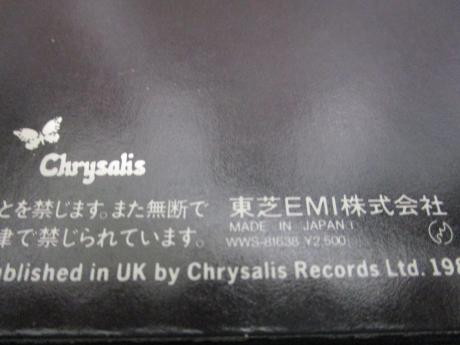 Chrysalis
とを禁じます。また無断で
律で禁じられています。
東芝EMI株式会社
MADE IN JAPAN
WWS-81638 ¥2,500
ublished in UK by Chrysalis Records Ltd. 198